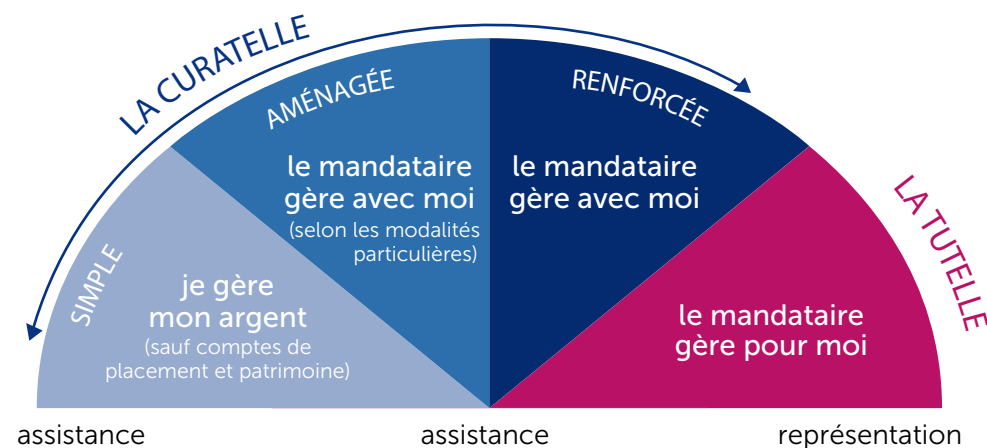 LA CURATELLE
SIMPLE
je gère
mon argent
(sauf comptes de
placement et patrimoine)
AMÉNAGÉE
le mandataire
gère avec moi
(selon les modalités
particulières)
RENFORCÉE
le mandataire
gère avec moi
LA TUTELLE
le mandataire
gère pour moi
assistance
assistance
représentation